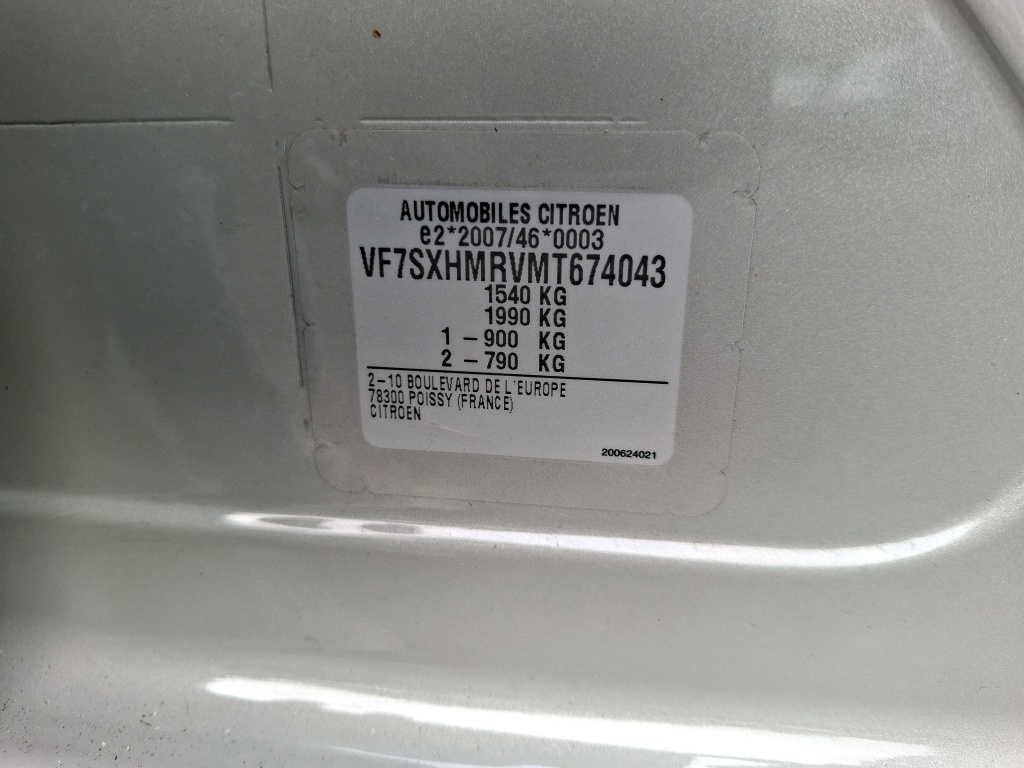 AUTOMOBILES CITROEN
e2*2007/46*0003
VF7SXHMRVMT674043
1540 KG
1990 KG
1 – 900 KG
2 – 790 KG
2–10 BOULEVARD DE L'EUROPE
78300 POISSY (FRANCE)
CITROEN
200624021